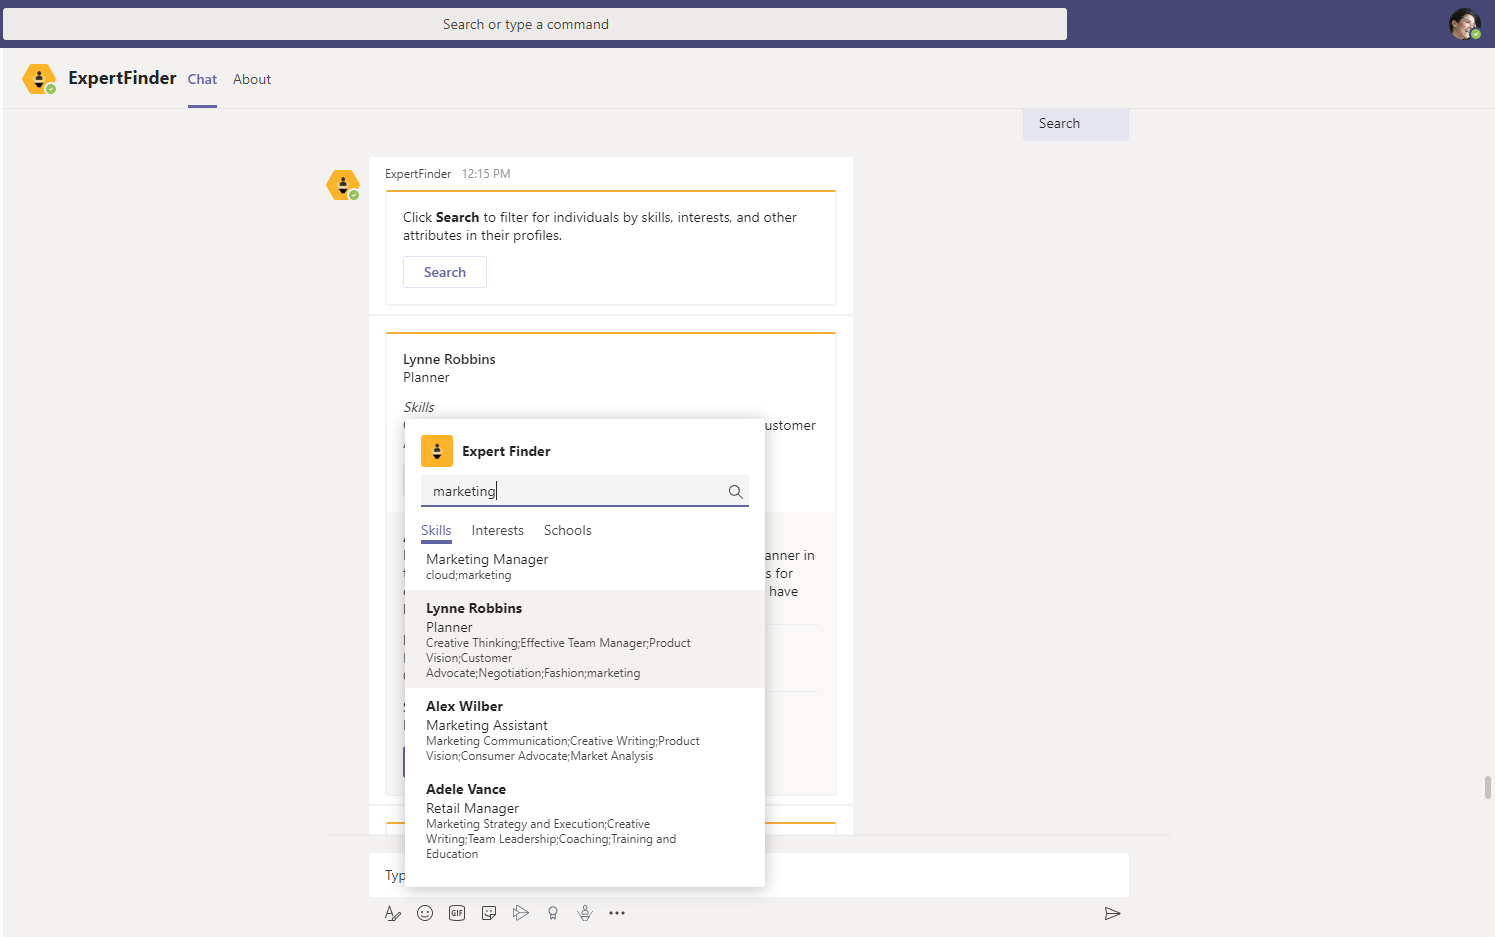 Search or type a command
ExpertFinder
Chat
About
Search
ExpertFinder 12:15 PM
Click Search to filter for individuals by skills, interests, and other
attributes in their profiles.
Search
Lynne Robbins
Planner
Skills
ustomer
Expert Finder
marketing
Skills
Interests
Schools
Marketing Manager
cloud;marketing
Lynne Robbins
Planner
Creative Thinking;Effective Team Manager;Product
Vision;Customer
Advocate;Negotiation;Fashion;marketing
Alex Wilber
Marketing Assistant
Marketing Communication;Creative Writing;Product
Vision;Consumer Advocate;Market Analysis
Adele Vance
Retail Manager
Marketing Strategy and Execution;Creative
Writing;Team Leadership;Coaching;Training and
Education
anner in
s for
have
Typ
GIF